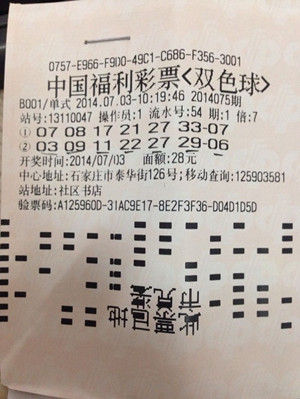 0757-E966-F9D0-49C1-C686-F356-3001
中国福利彩票<双色球>
B001/单式 2014.07.03-10:19:46 2014075期
站号:13110047 操作员:1 流水号:54 期:1 倍:7
① 07 08 17 21 27 33-07
② 03 09 11 22 27 29-06
开奖时间:2014/07/03 面额:28元
中心地址:石家庄市泰华街126号;移动查询:125903581
站地址:社区书店
验票码:A125960D-31AC9E17-8E2F3F36-D04D1D5D